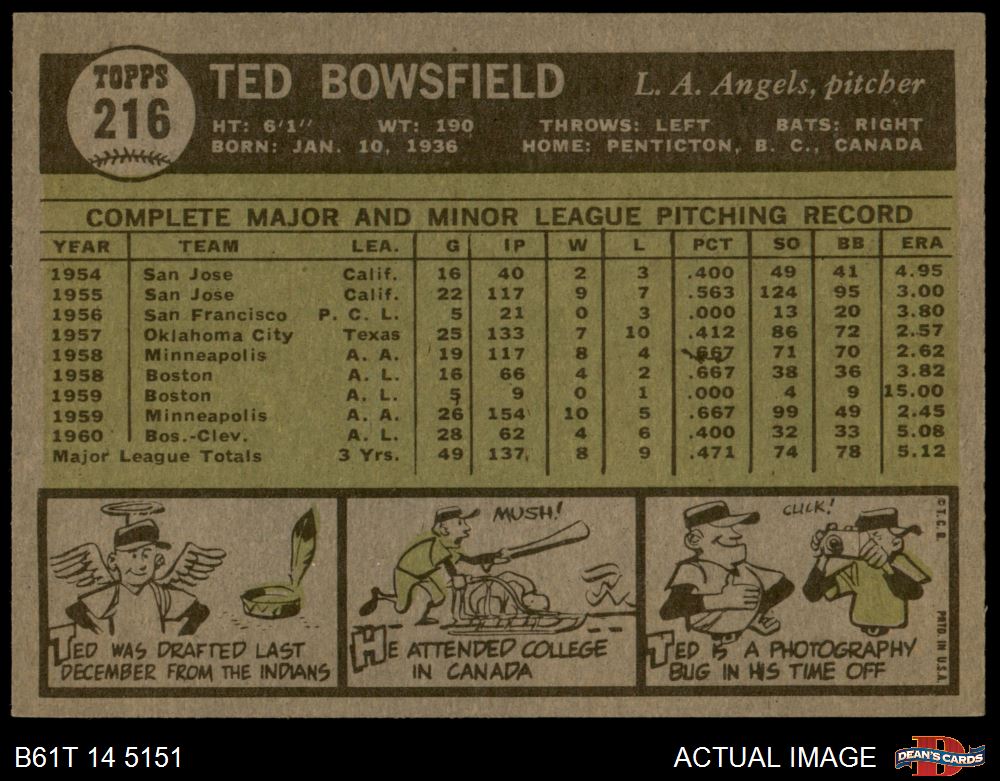 TOPPS
216
TED BOWSFIELD
L. A. Angels, pitcher
HT: 6'1" WT: 190 THROWS: LEFT BATS: RIGHT
BORN: JAN. 10, 1936 HOME: PENTICTON, B. C., CANADA
COMPLETE MAJOR AND MINOR LEAGUE PITCHING RECORD
YEAR TEAM LEA. G IP W L PCT SO BB ERA
1954 San Jose Calif. 16 40 2 3 .400 49 41 4.95
1955 San Jose Calif. 22 117 9 7 .563 124 95 3.00
1956 San Francisco P. C. L. 5 21 0 3 .000 13 20 3.80
1957 Oklahoma City Texas 25 133 7 10 .412 86 72 2.57
1958 Minneapolis A. A. 19 117 8 4 .667 71 70 2.62
1958 Boston A. L. 16 66 4 2 .667 38 36 3.82
1959 Boston A. L. 5 9 0 1 .000 4 9 15.00
1959 Minneapolis A. A. 26 154 10 5 .667 99 49 2.45
1960 Bos.-Clev. A. L. 28 62 4 6 .400 32 33 5.08
Major League Totals 3 Yrs. 49 137 8 9 .471 74 78 5.12
TED WAS DRAFTED LAST
DECEMBER FROM THE INDIANS
MUSH!
HE ATTENDED COLLEGE
IN CANADA
CLICK!
TED IS A PHOTOGRAPHY
BUG IN HIS TIME OFF
© T. C. G.
PRTD. IN U.S.A.
B61T 14 5151
ACTUAL IMAGE
D
DEAN'S CARDS